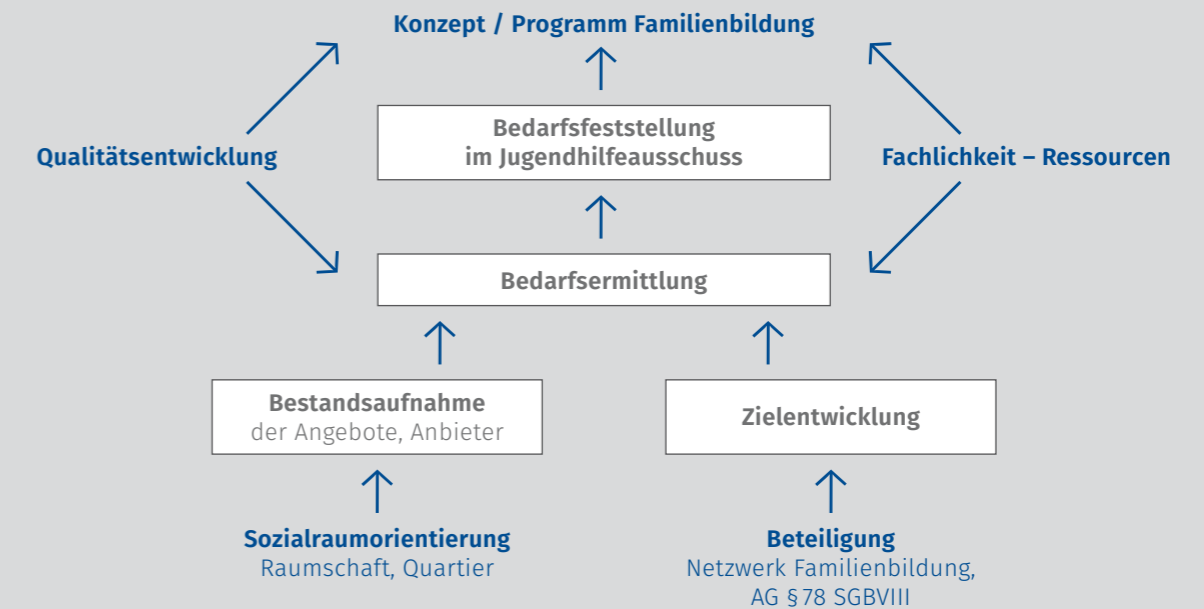 Konzept / Programm Familienbildung
Bedarfsfeststellung
im Jugendhilfeausschuss
Qualitätsentwicklung
Fachlichkeit – Ressourcen
Bedarfsermittlung
Bestandsaufnahme
der Angebote, Anbieter
Zielentwicklung
Sozialraumorientierung
Raumschaft, Quartier
Beteiligung
Netzwerk Familienbildung,
AG § 78 SGBVIII